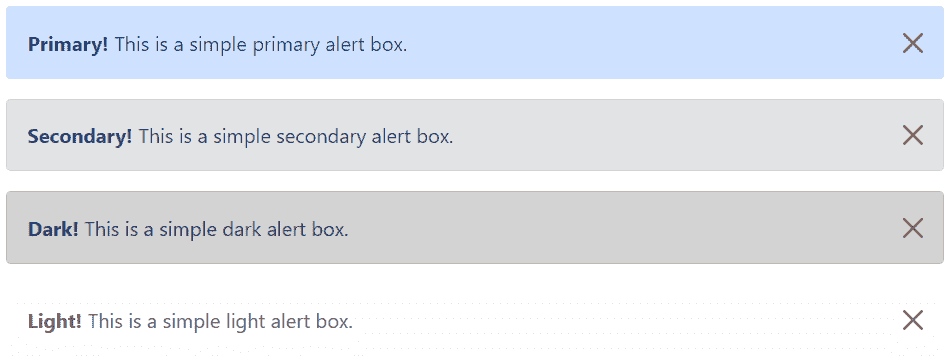 Primary! This is a simple primary alert box.
Secondary! This is a simple secondary alert box.
Dark! This is a simple dark alert box.
Light! This is a simple light alert box.